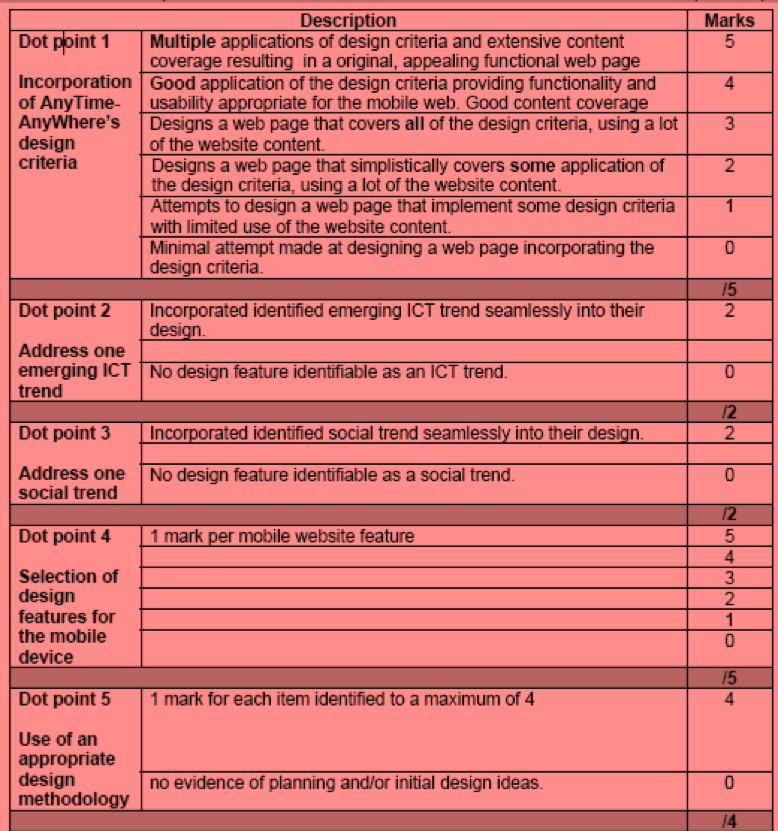 Description Marks
Dot point 1
Incorporation
of AnyTime-
AnyWhere's
design
criteria
Multiple applications of design criteria and extensive content
coverage resulting in a original, appealing functional web page
5
Good application of the design criteria providing functionality and
usability appropriate for the mobile web. Good content coverage
4
Designs a web page that covers all of the design criteria, using a lot
of the website content.
3
Designs a web page that simplistically covers some application of
the design criteria, using a lot of the website content.
2
Attempts to design a web page that implement some design criteria
with limited use of the website content.
1
Minimal attempt made at designing a web page incorporating the
design criteria.
0
/5
Dot point 2
Address one
emerging ICT
trend
Incorporated identified emerging ICT trend seamlessly into their
design.
2
No design feature identifiable as an ICT trend.
0
/2
Dot point 3
Address one
social trend
Incorporated identified social trend seamlessly into their design.
2
No design feature identifiable as a social trend.
0
/2
Dot point 4
Selection of
design
features for
the mobile
device
1 mark per mobile website feature
5
4
3
2
1
0
/5
Dot point 5
Use of an
appropriate
design
methodology
1 mark for each item identified to a maximum of 4
4
no evidence of planning and/or initial design ideas.
0
/4